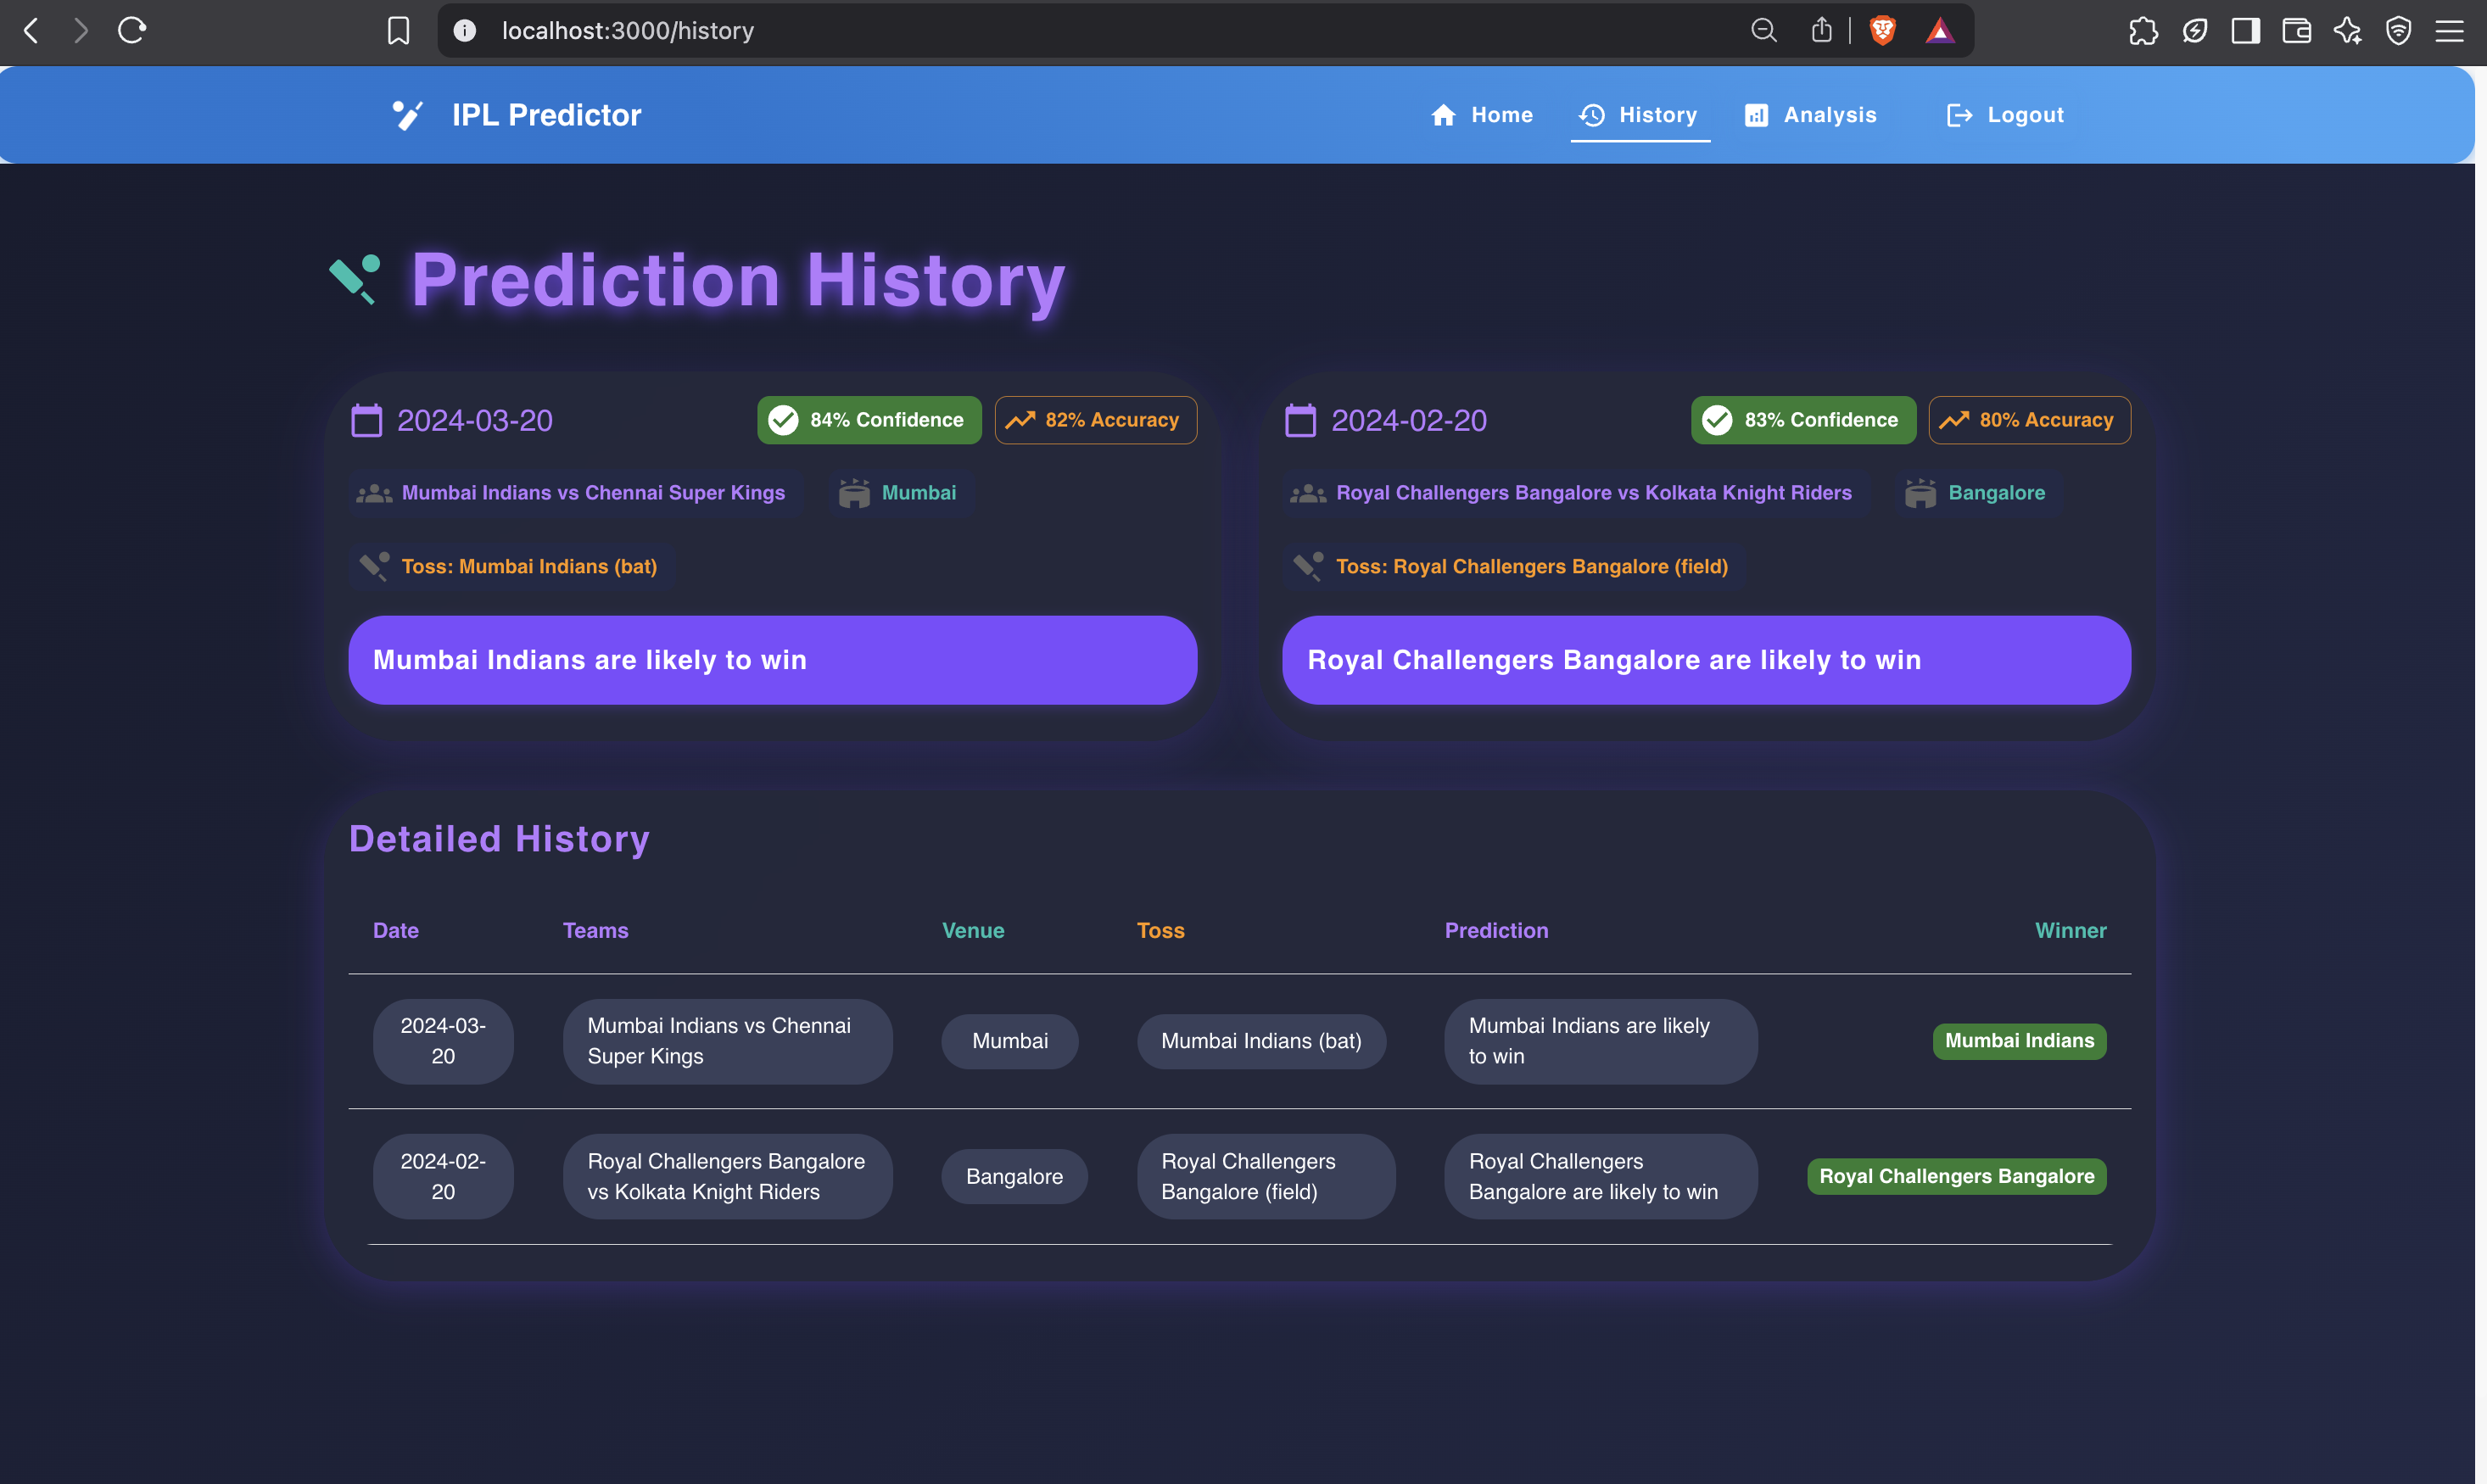 localhost:3000/history
IPL Predictor
Home
History
Analysis
Logout
Prediction History
2024-03-20
84% Confidence
82% Accuracy
Mumbai Indians vs Chennai Super Kings
Mumbai
Toss: Mumbai Indians (bat)
Mumbai Indians are likely to win
2024-02-20
83% Confidence
80% Accuracy
Royal Challengers Bangalore vs Kolkata Knight Riders
Bangalore
Toss: Royal Challengers Bangalore (field)
Royal Challengers Bangalore are likely to win
Detailed History
Date
Teams
Venue
Toss
Prediction
Winner
2024-03-
20
Mumbai Indians vs Chennai
Super Kings
Mumbai
Mumbai Indians (bat)
Mumbai Indians are likely
to win
Mumbai Indians
2024-02-
20
Royal Challengers Bangalore
vs Kolkata Knight Riders
Bangalore
Royal Challengers
Bangalore (field)
Royal Challengers
Bangalore are likely to win
Royal Challengers Bangalore